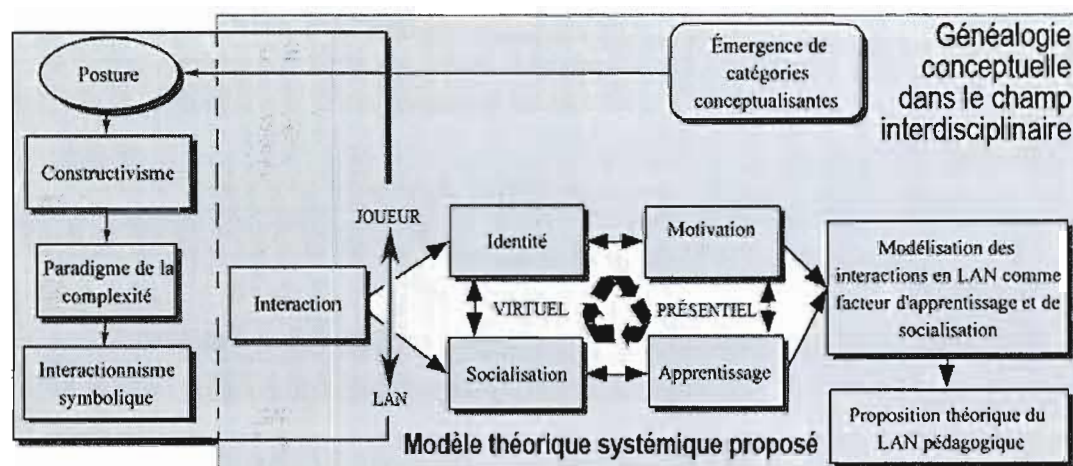 Généalogie
conceptuelle
dans le champ
interdisciplinaire
Émergence de
catégories
conceptualisantes
Posture
Constructivisme
Paradigme de la
complexité
Interactionnisme
symbolique
Interaction
JOUEUR
LAN
Identité
Motivation
VIRTUEL
PRÉSENTIEL
Socialisation
Apprentissage
Modélisation des
interactions en LAN comme
facteur d'apprentissage et de
socialisation
Proposition théorique du
LAN pédagogique
Modèle théorique systémique proposé